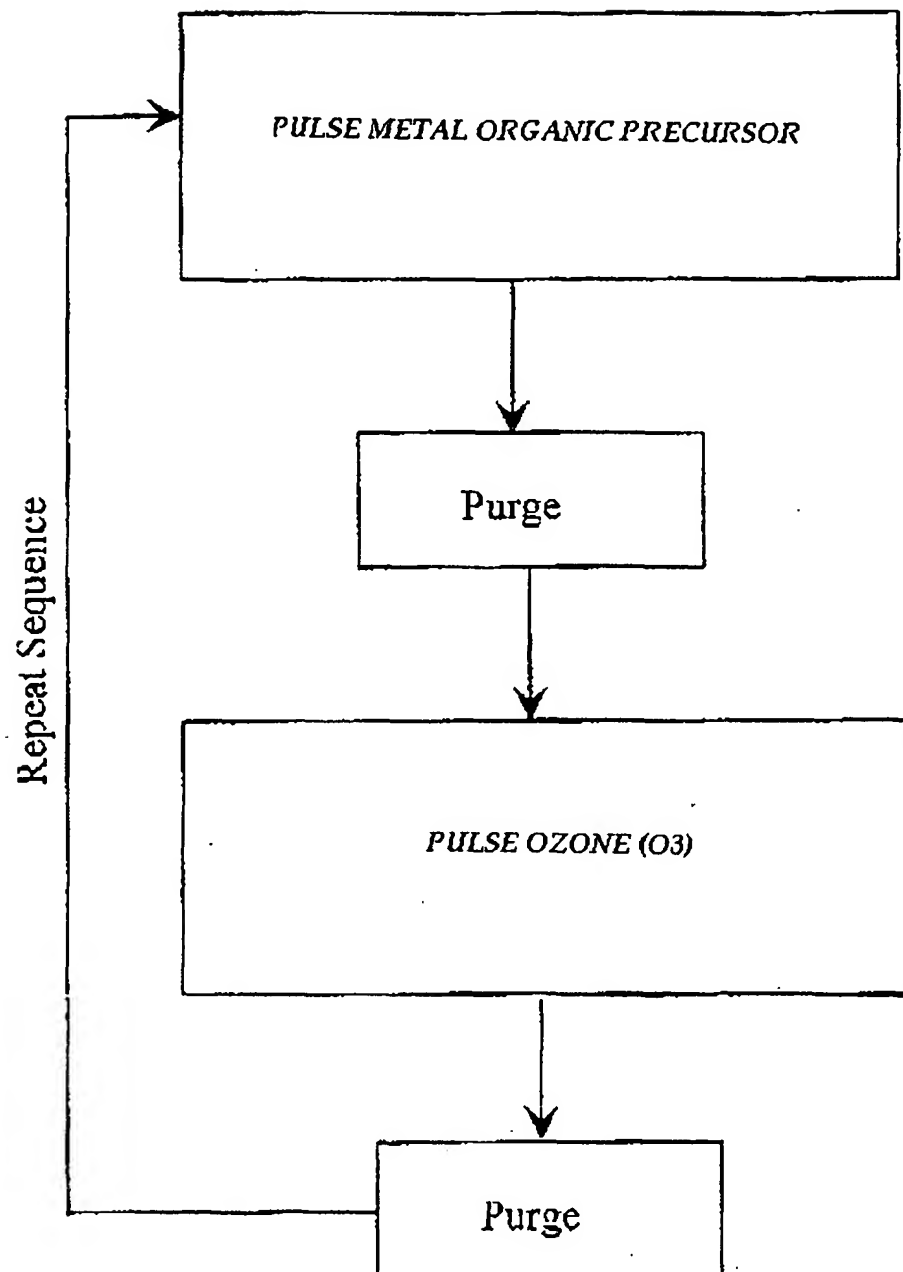 PULSE METAL ORGANIC PRECURSOR
Purge
Repeat Sequence
PULSE OZONE (O3)
Purge